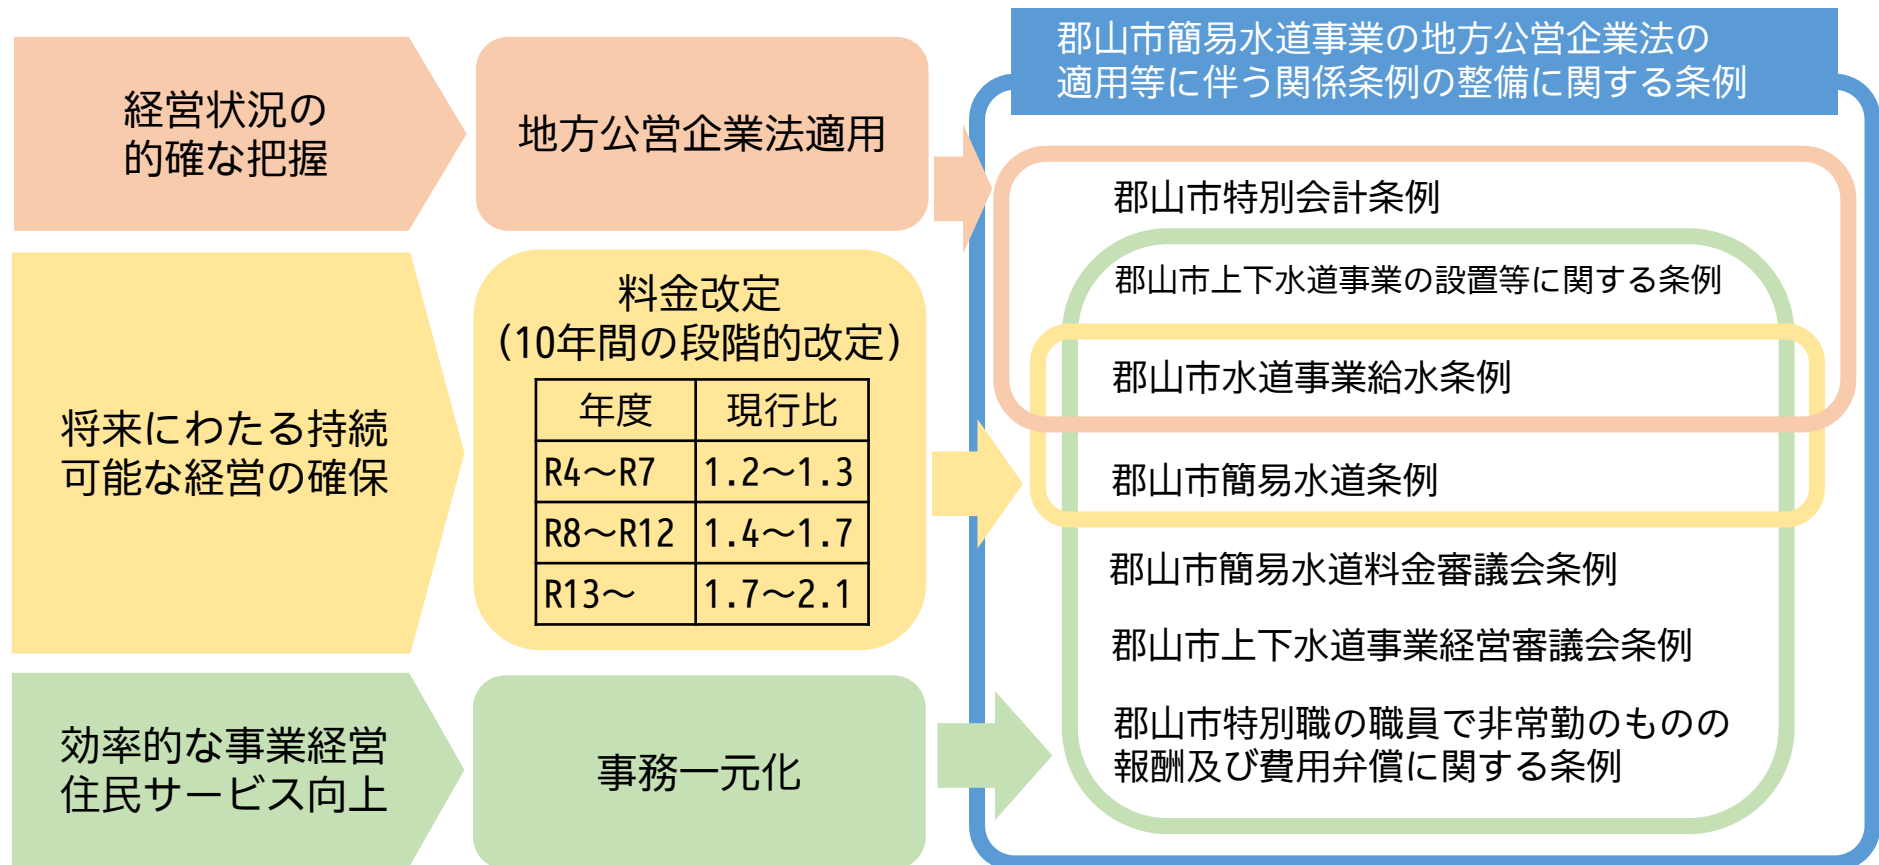 経営状況の
的確な把握
地方公営企業法適用
将来にわたる持続
可能な経営の確保
料金改定
（10年間の段階的改定）
年度 現行比
R4～R7 1.2～1.3
R8～R12 1.4～1.7
R13～ 1.7～2.1
効率的な事業経営
住民サービス向上
事務一元化
郡山市簡易水道事業の地方公営企業法の
適用等に伴う関係条例の整備に関する条例
郡山市特別会計条例
郡山市上下水道事業の設置等に関する条例
郡山市水道事業給水条例
郡山市簡易水道条例
郡山市簡易水道料金審議会条例
郡山市上下水道事業経営審議会条例
郡山市特別職の職員で非常勤のものの
報酬及び費用弁償に関する条例